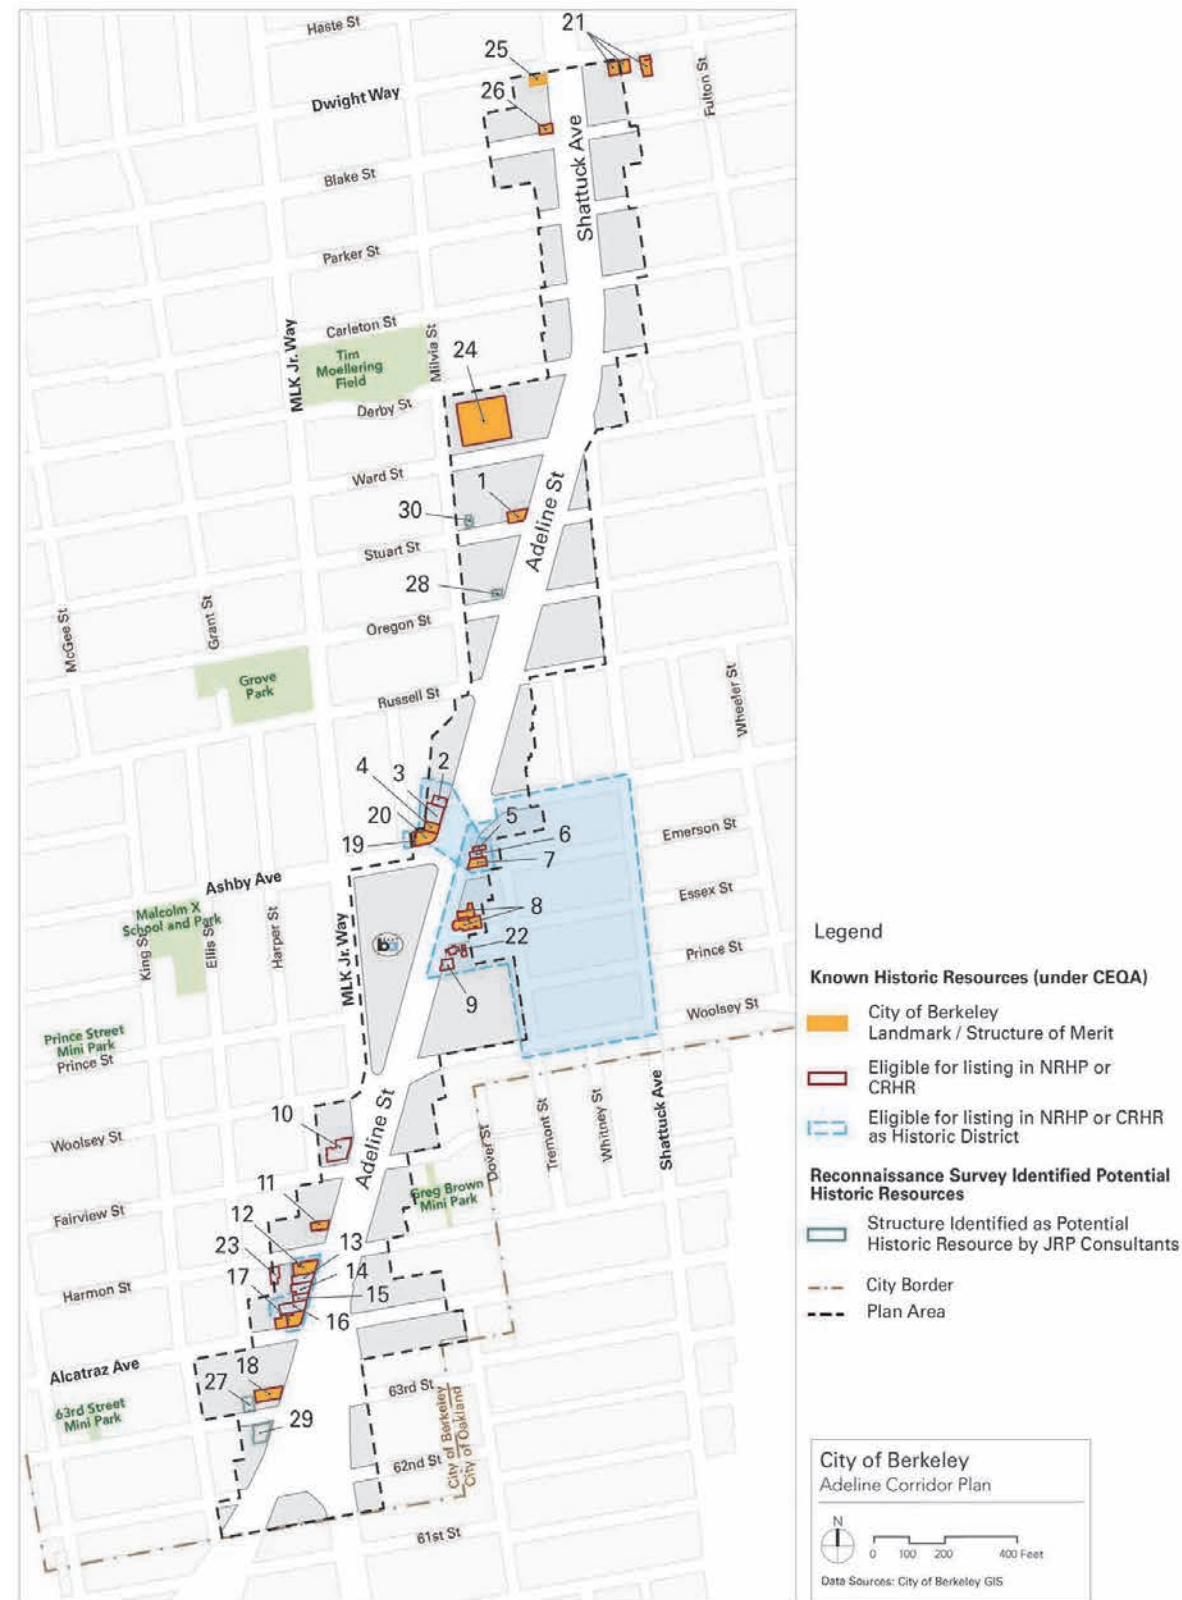 Haste St
21
25
26
Dwight Way
Fulton St
Shattuck Ave
Blake St
Parker St
Carleton St
MLK Jr. Way
Tim
Moellering
Field
Milvia St
24
Derby St
Ward St
1
30
Adeline St
Stuart St
28
McGee St
Grant St
Oregon St
Grove
Park
Russell St
Wheeler St
4
3
2
20
19
5
6
7
Emerson St
Ashby Ave
Malcolm X
School and Park
King St
Ellis St
Harper St
MLK Jr. Way
8
Essex St
22
Prince St
9
Woolsey St
Prince Street
Mini Park
Prince St
10
Woolsey St
Adeline St
Dover St
Tremont St
Whitney St
Shattuck Ave
11
Greg Brown
Mini Park
Fairview St
12
13
23
14
17
15
16
Harmon St
Alcatraz Ave
18
27
63rd St
63rd Street
Mini Park
29
City of Berkeley
City of Oakland
62nd St
61st St
Legend
Known Historic Resources (under CEQA)
City of Berkeley
Landmark / Structure of Merit
Eligible for listing in NRHP or
CRHR
Eligible for listing in NRHP or CRHR
as Historic District
Reconnaissance Survey Identified Potential
Historic Resources
Structure Identified as Potential
Historic Resource by JRP Consultants
City Border
Plan Area
City of Berkeley
Adeline Corridor Plan
N
0 100 200 400 Feet
Data Sources: City of Berkeley GIS